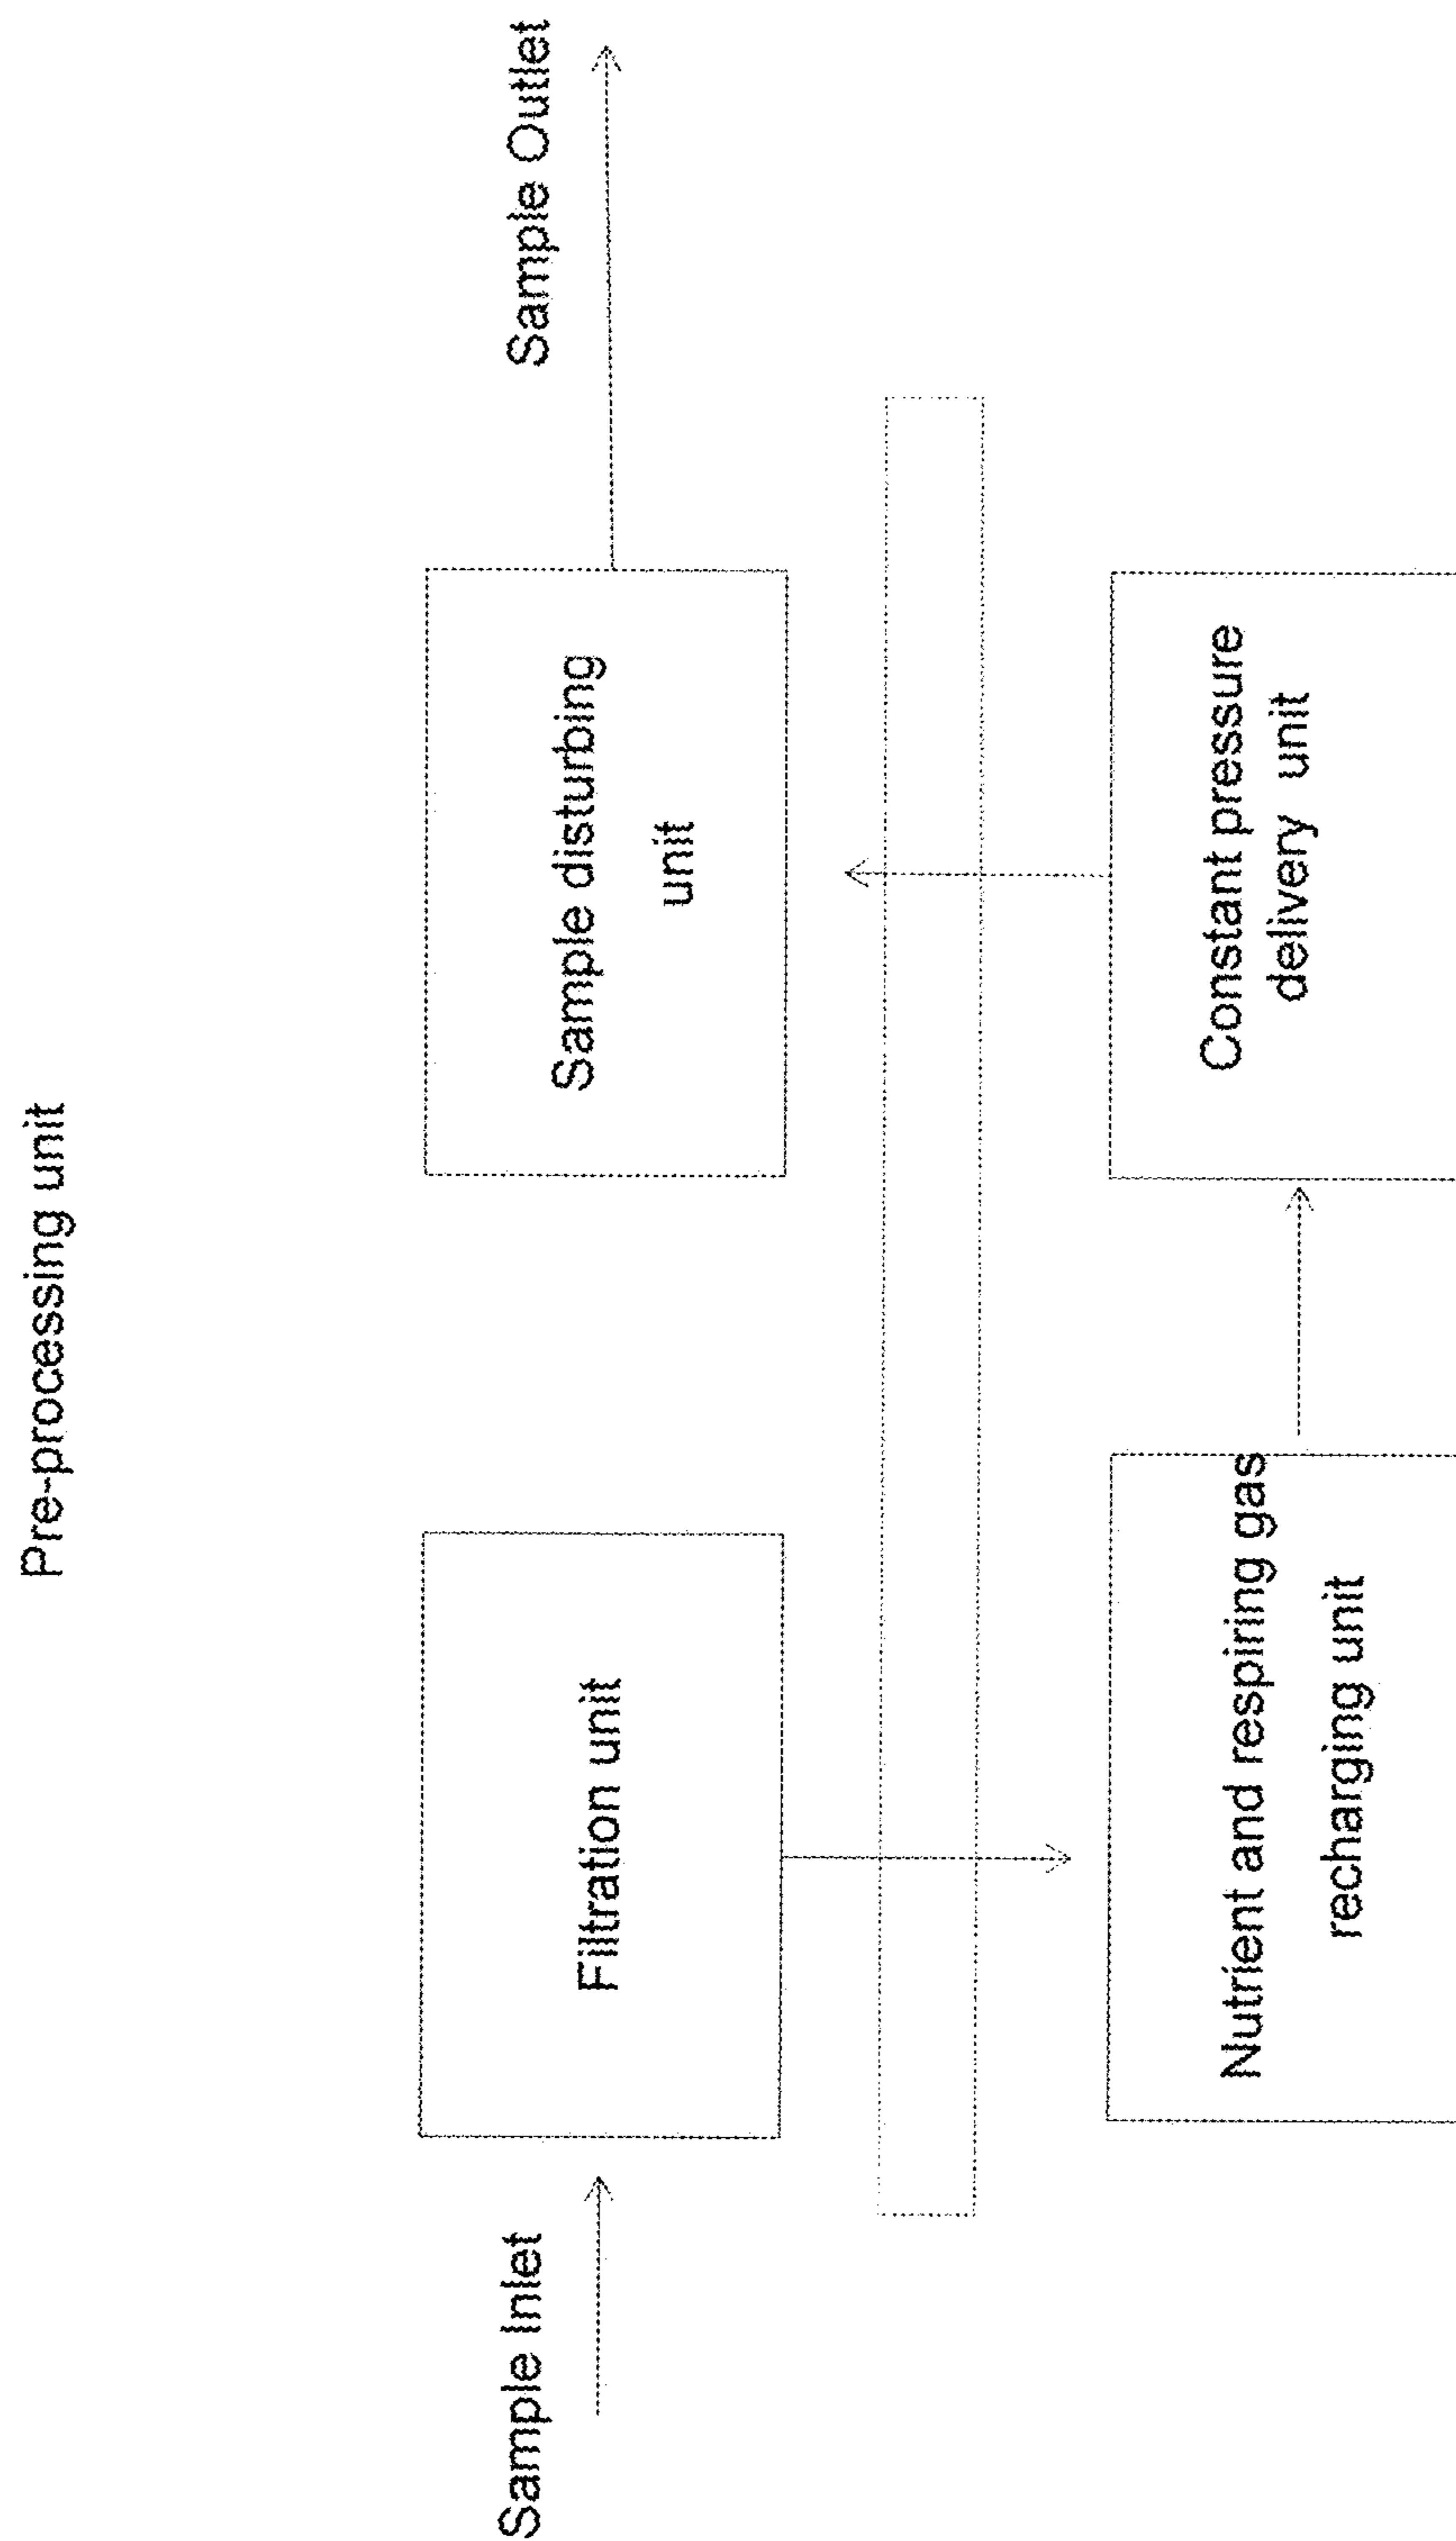 Pre-processing unit
Sample Inlet
Filtration unit
Sample disturbing
unit
Sample Outlet
Nutrient and respiring gas
recharging unit
Constant pressure
delivery unit